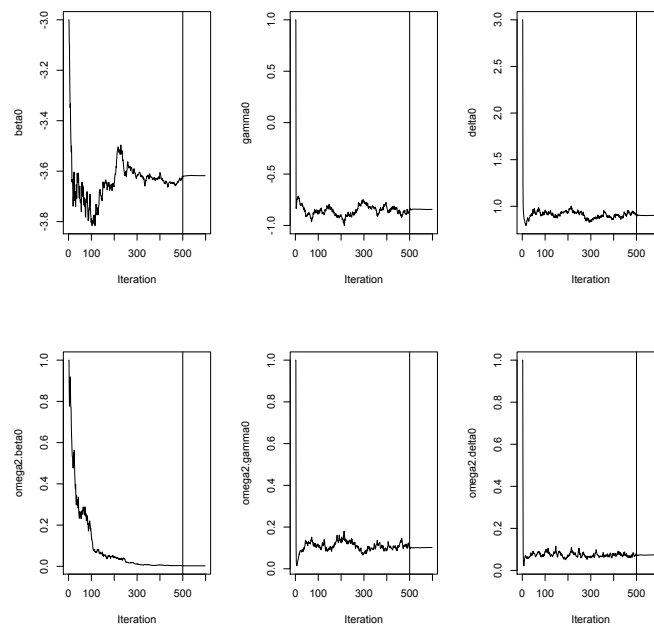 beta0
-3.0
-3.2
-3.4
-3.6
-3.8
0 100 300 500
Iteration
gamma0
1.0
0.5
0.0
-0.5
-1.0
0 100 300 500
Iteration
delta0
3.0
2.5
2.0
1.5
1.0
0 100 300 500
Iteration
omega2.beta0
1.0
0.8
0.6
0.4
0.2
0.0
0 100 300 500
Iteration
omega2.gamma0
1.0
0.8
0.6
0.4
0.2
0.0
0 100 300 500
Iteration
omega2.delta0
1.0
0.8
0.6
0.4
0.2
0.0
0 100 300 500
Iteration